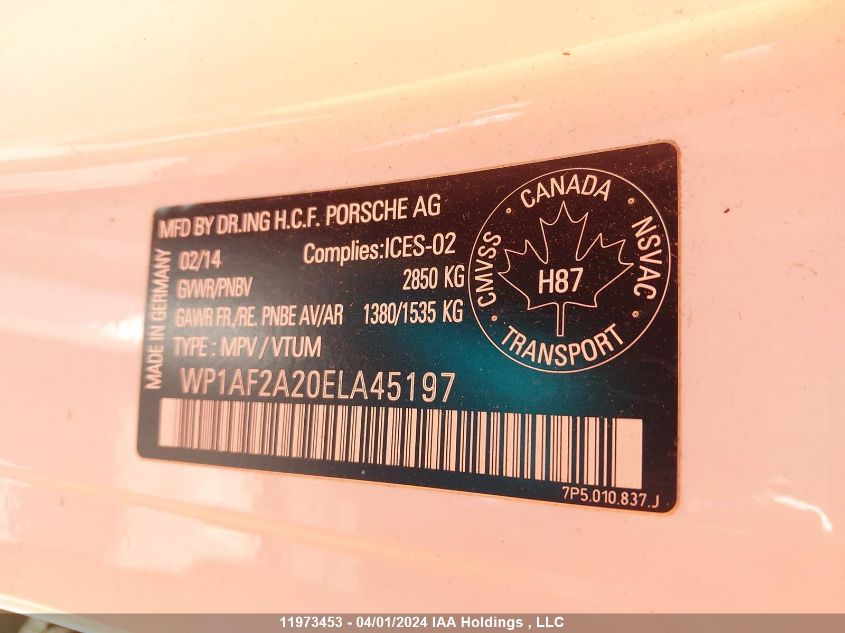 MFD BY DR.ING H.C.F. PORSCHE AG
MADE IN GERMANY
02/14 Complies:ICES-02
GVWR/PNBV 2850 KG
GAWR FR./RE. PNBE AV/AR 1380/1535 KG
TYPE : MPV / VTUM
WP1AF2A20ELA45197
CANADA
CMVSS · NSVAC
H87
TRANSPORT
7P5.010.837.J
11973453 - 04/01/2024 IAA Holdings , LLC